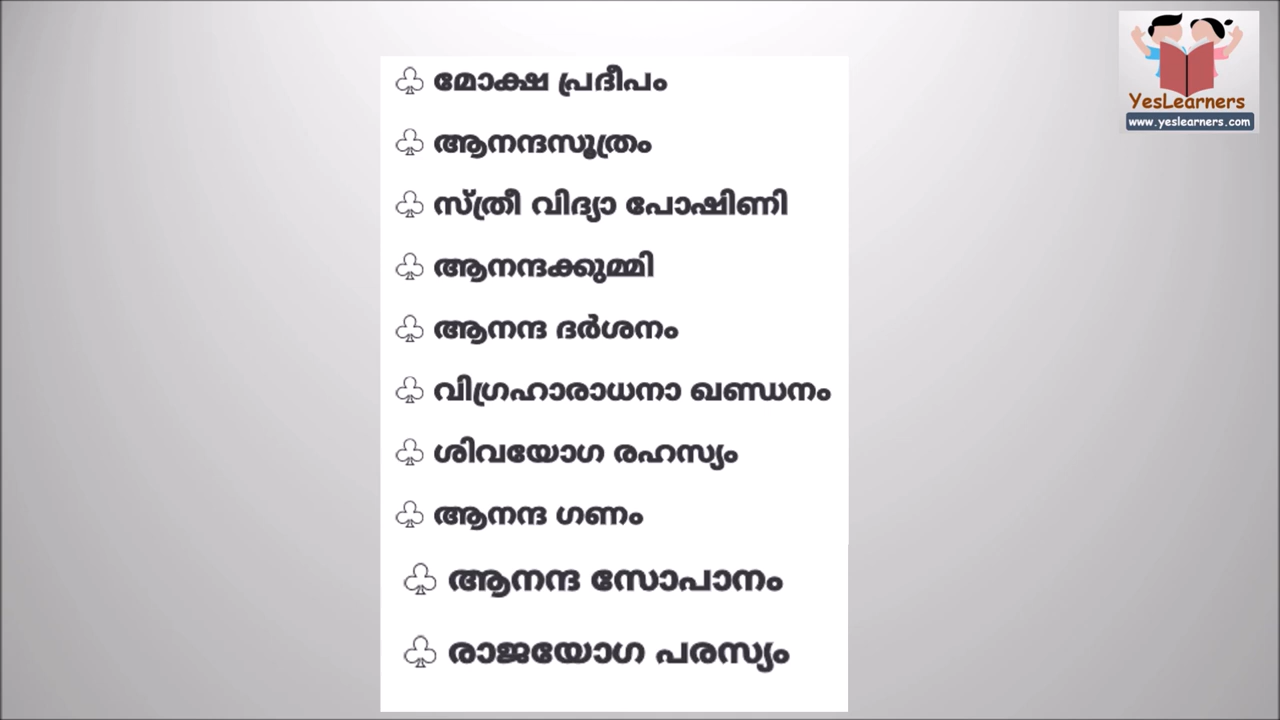 YesLearners
www.yeslearners.com
മോക്ഷ പ്രദീപം
ആനന്ദസൂത്രം
സ്ത്രീ വിദ്യാ പോഷിണി
ആനന്ദക്കുമ്മി
ആനന്ദ ദർശനം
വിഗ്രഹാരാധനാ ഖണ്ഡനം
ശിവയോഗ രഹസ്യം
ആനന്ദ ഗണം
ആനന്ദ സോപാനം
രാജയോഗ പരസ്യം